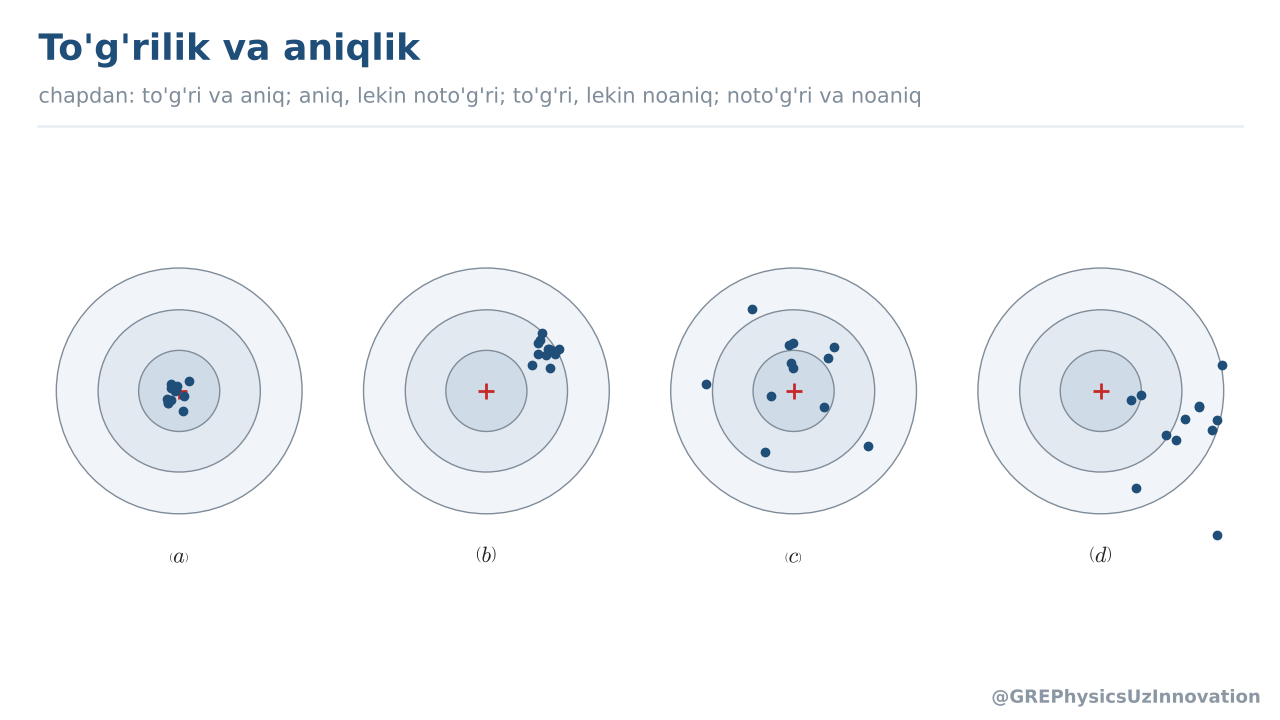 To'g'rilik va aniqlik
chapdan: to'g'ri va aniq; aniq, lekin noto'g'ri; to'g'ri, lekin noaniq; noto'g'ri va noaniq
(a) (b) (c) (d)
@GREPhysicsUzInnovation